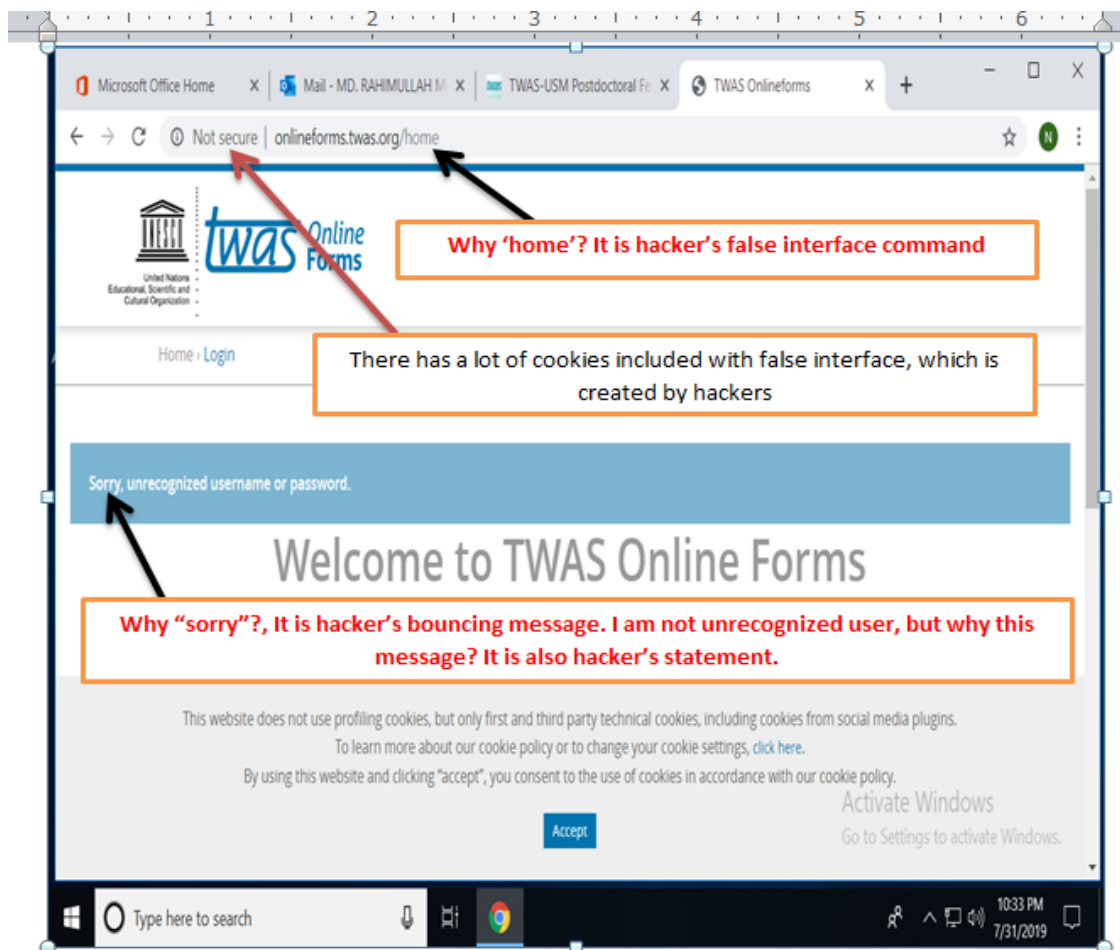 1 2 3 4 5 6
Microsoft Office Home X Mail - MD. RAHIMULLAH M X TWAS-USM Postdoctoral Fe X TWAS Onlineforms X +
Not secure | onlineforms.twas.org/home N
UNESCO
United Nations
Educational, Scientific and
Cultural Organization
twas Online
Forms
Why ‘home’? It is hacker’s false interface command
Home › Login
There has a lot of cookies included with false interface, which is
created by hackers
Sorry, unrecognized username or password.
Welcome to TWAS Online Forms
Why “sorry”?, It is hacker’s bouncing message. I am not unrecognized user, but why this
message? It is also hacker’s statement.
This website does not use profiling cookies, but only first and third party technical cookies, including cookies from social media plugins.
To learn more about our cookie policy or to change your cookie settings, click here.
By using this website and clicking "accept", you consent to the use of cookies in accordance with our cookie policy.
Accept
Activate Windows
Go to Settings to activate Windows.
Type here to search
10:33 PM
7/31/2019